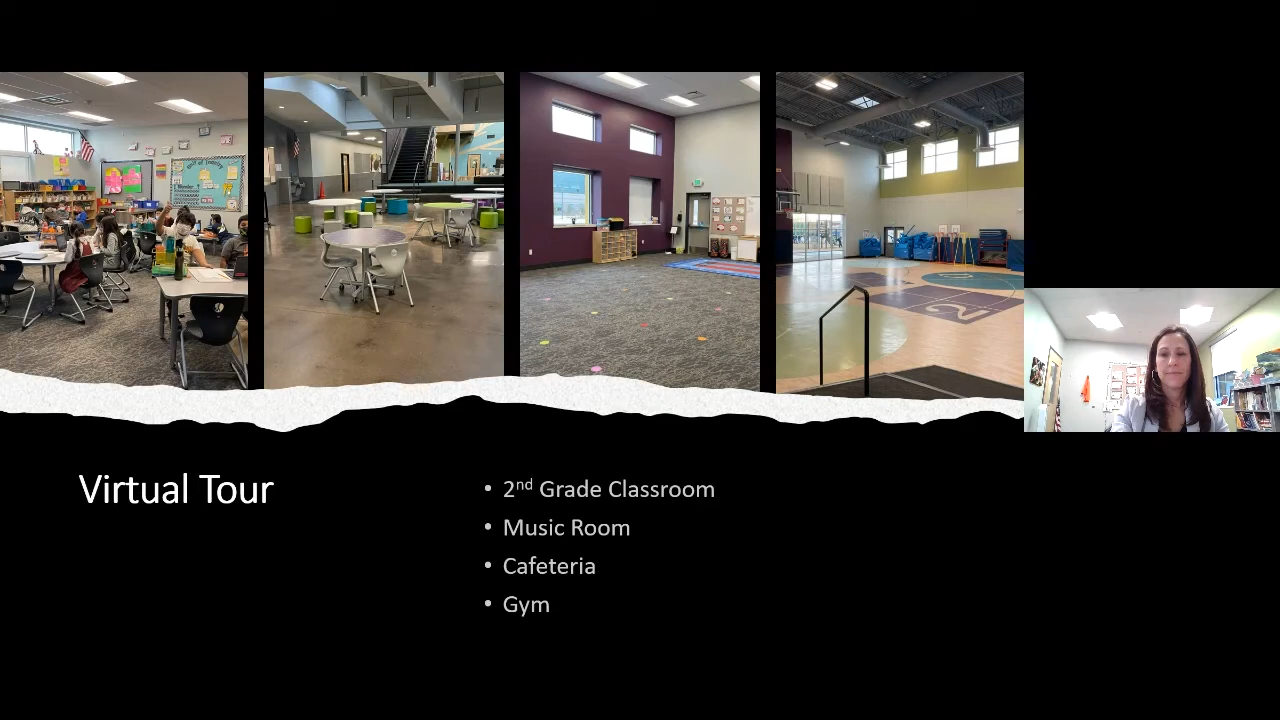 Virtual Tour
• 2nd Grade Classroom
• Music Room
• Cafeteria
• Gym